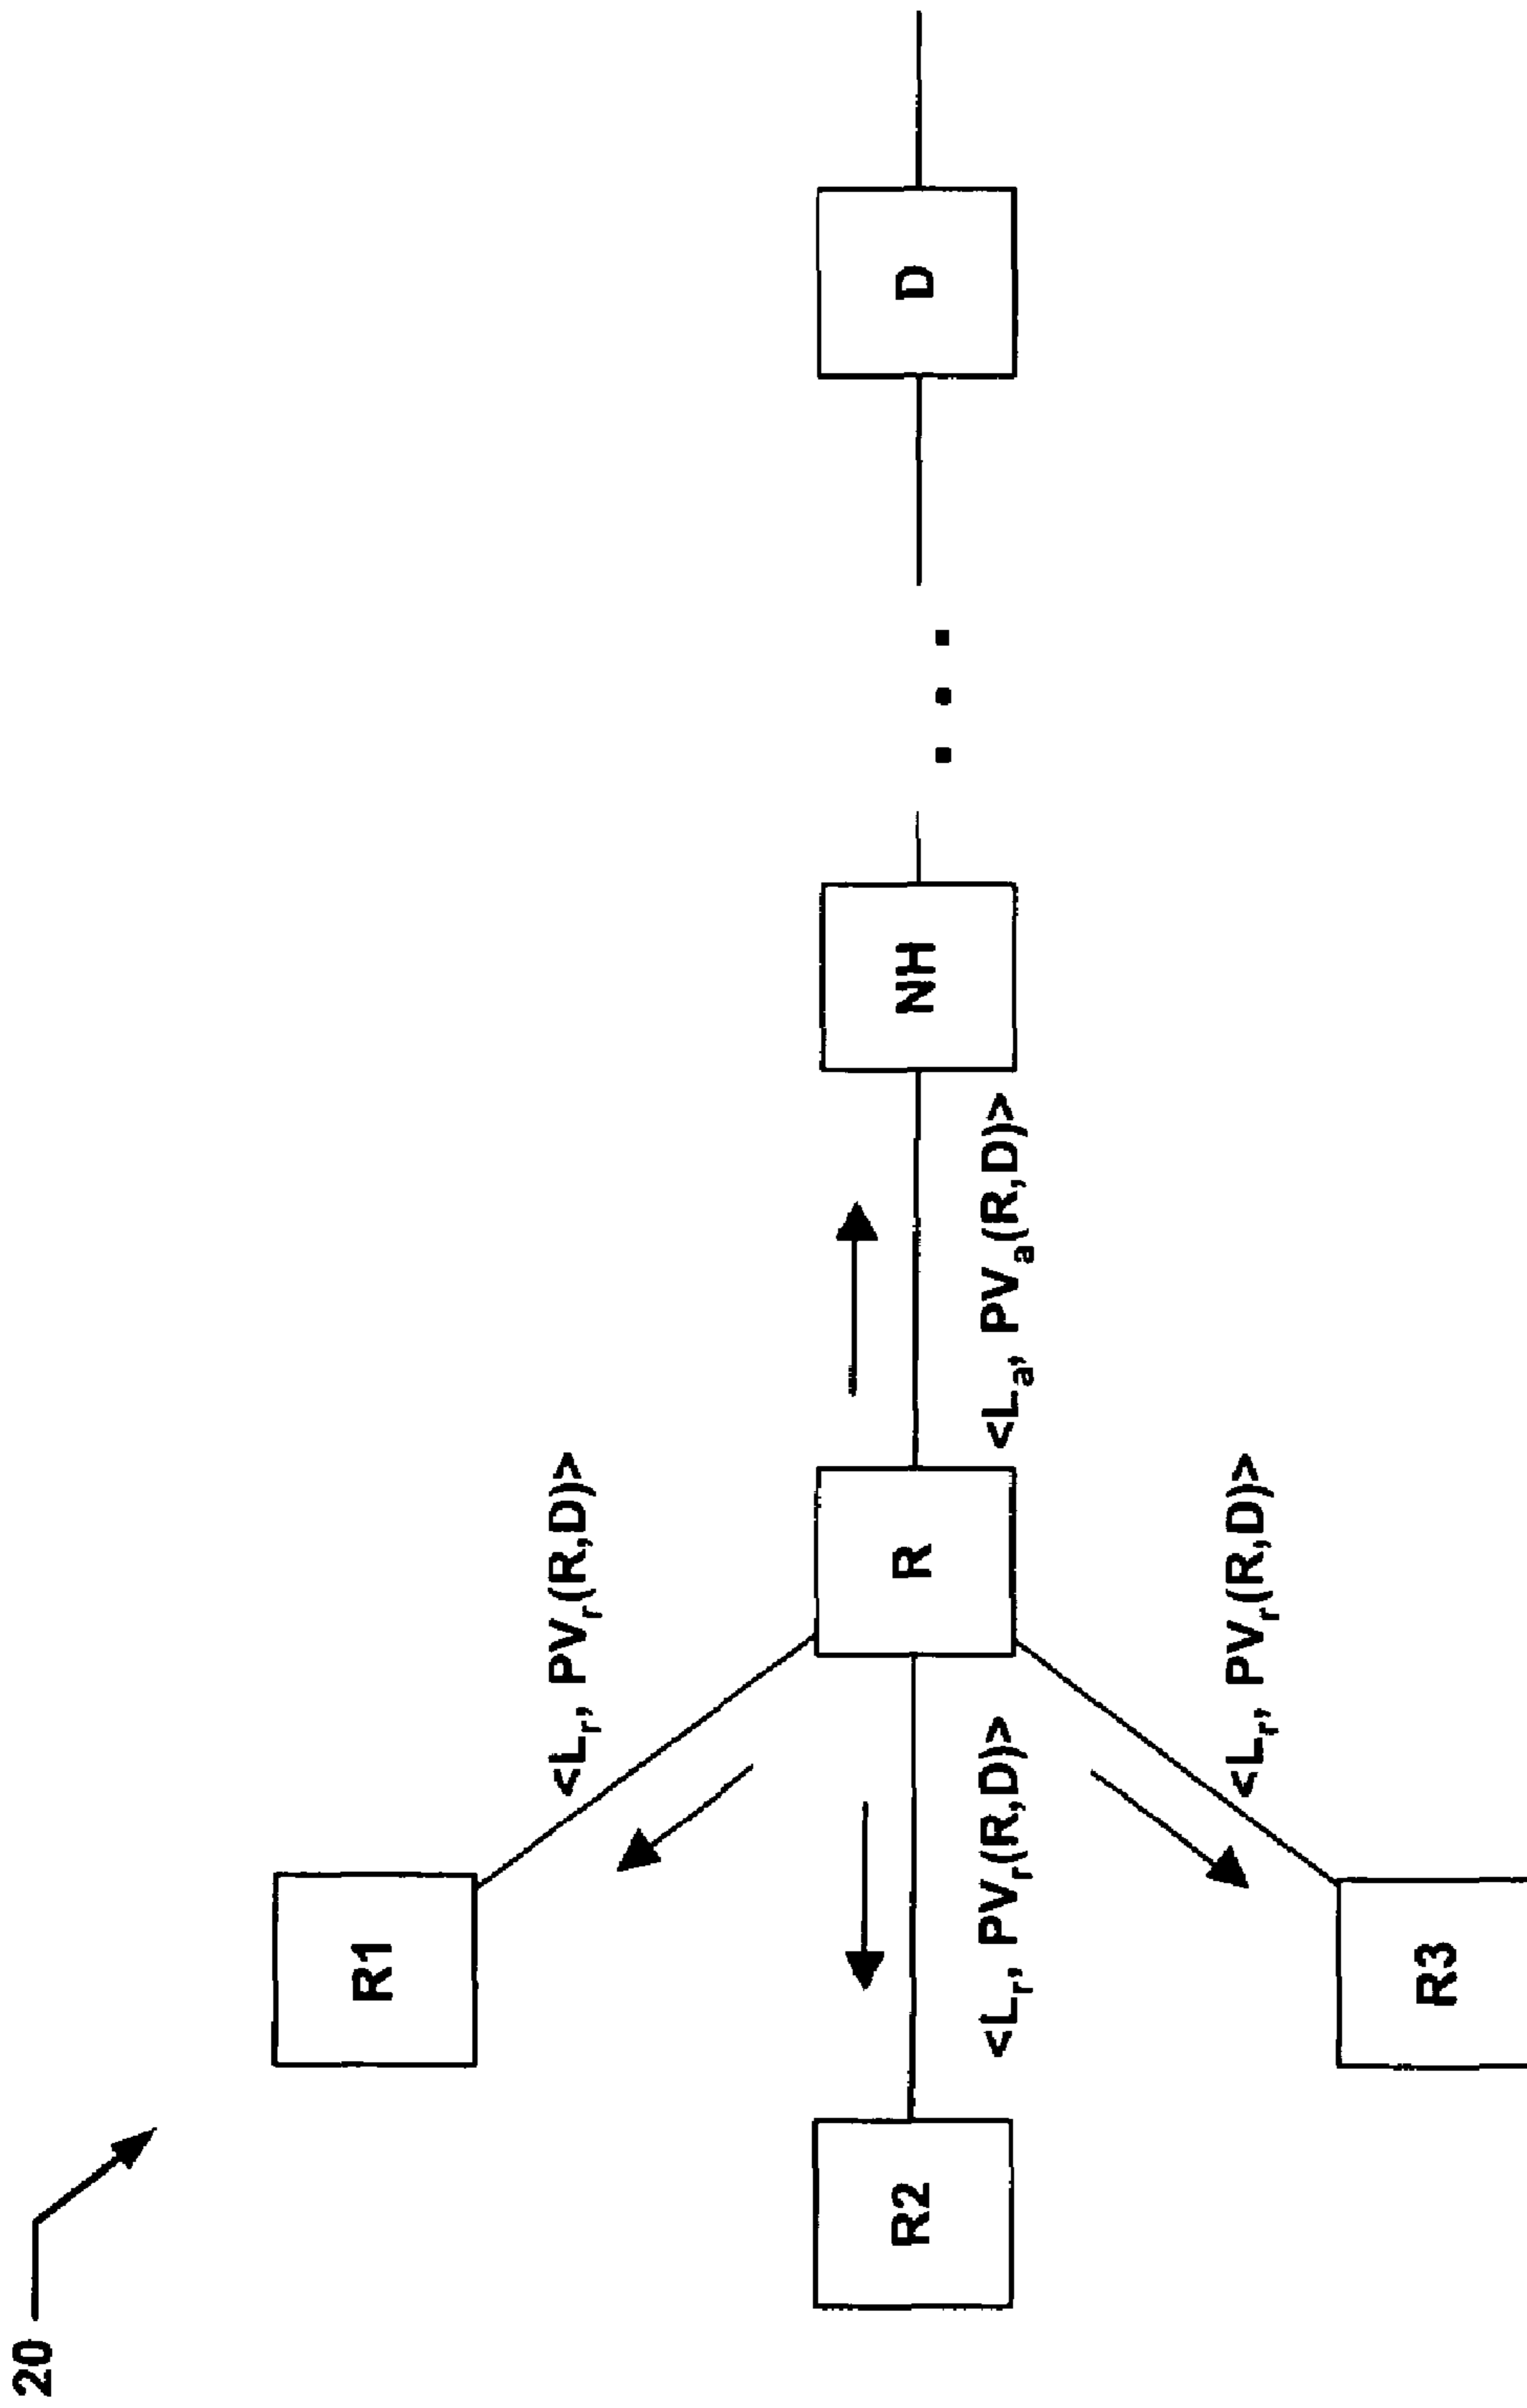 20
R1
<Lr, PVr(R,D)>
R2
R
NH
D
<Lr, PVr(R,D)>
<La, PVa(R,D)>
<Lr, PVr(R,D)>
R3